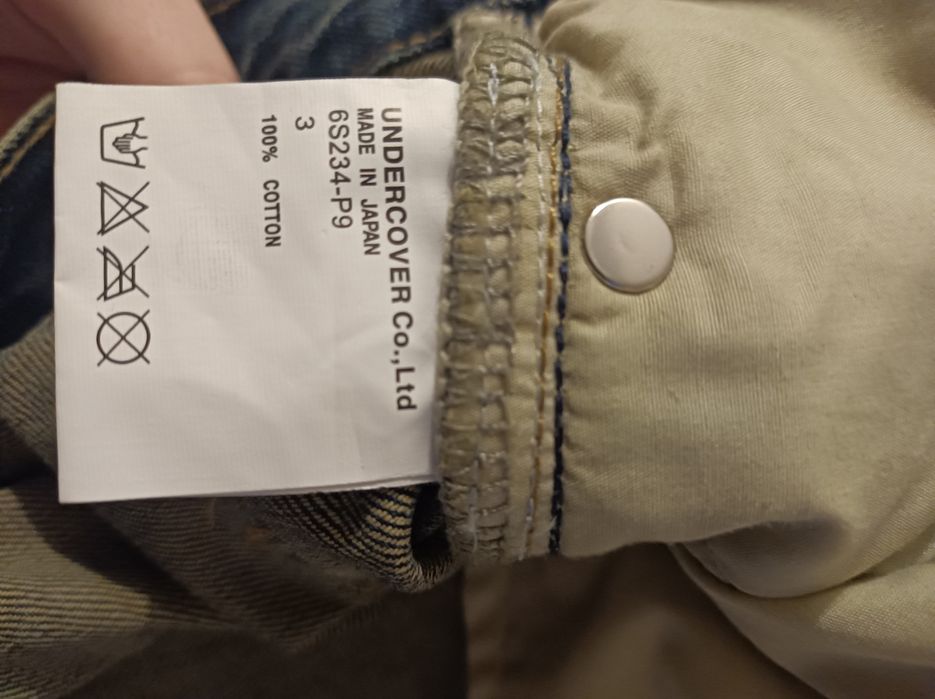 UNDERCOVER Co.,Ltd
MADE IN JAPAN
6S234-P9
3
100% COTTON